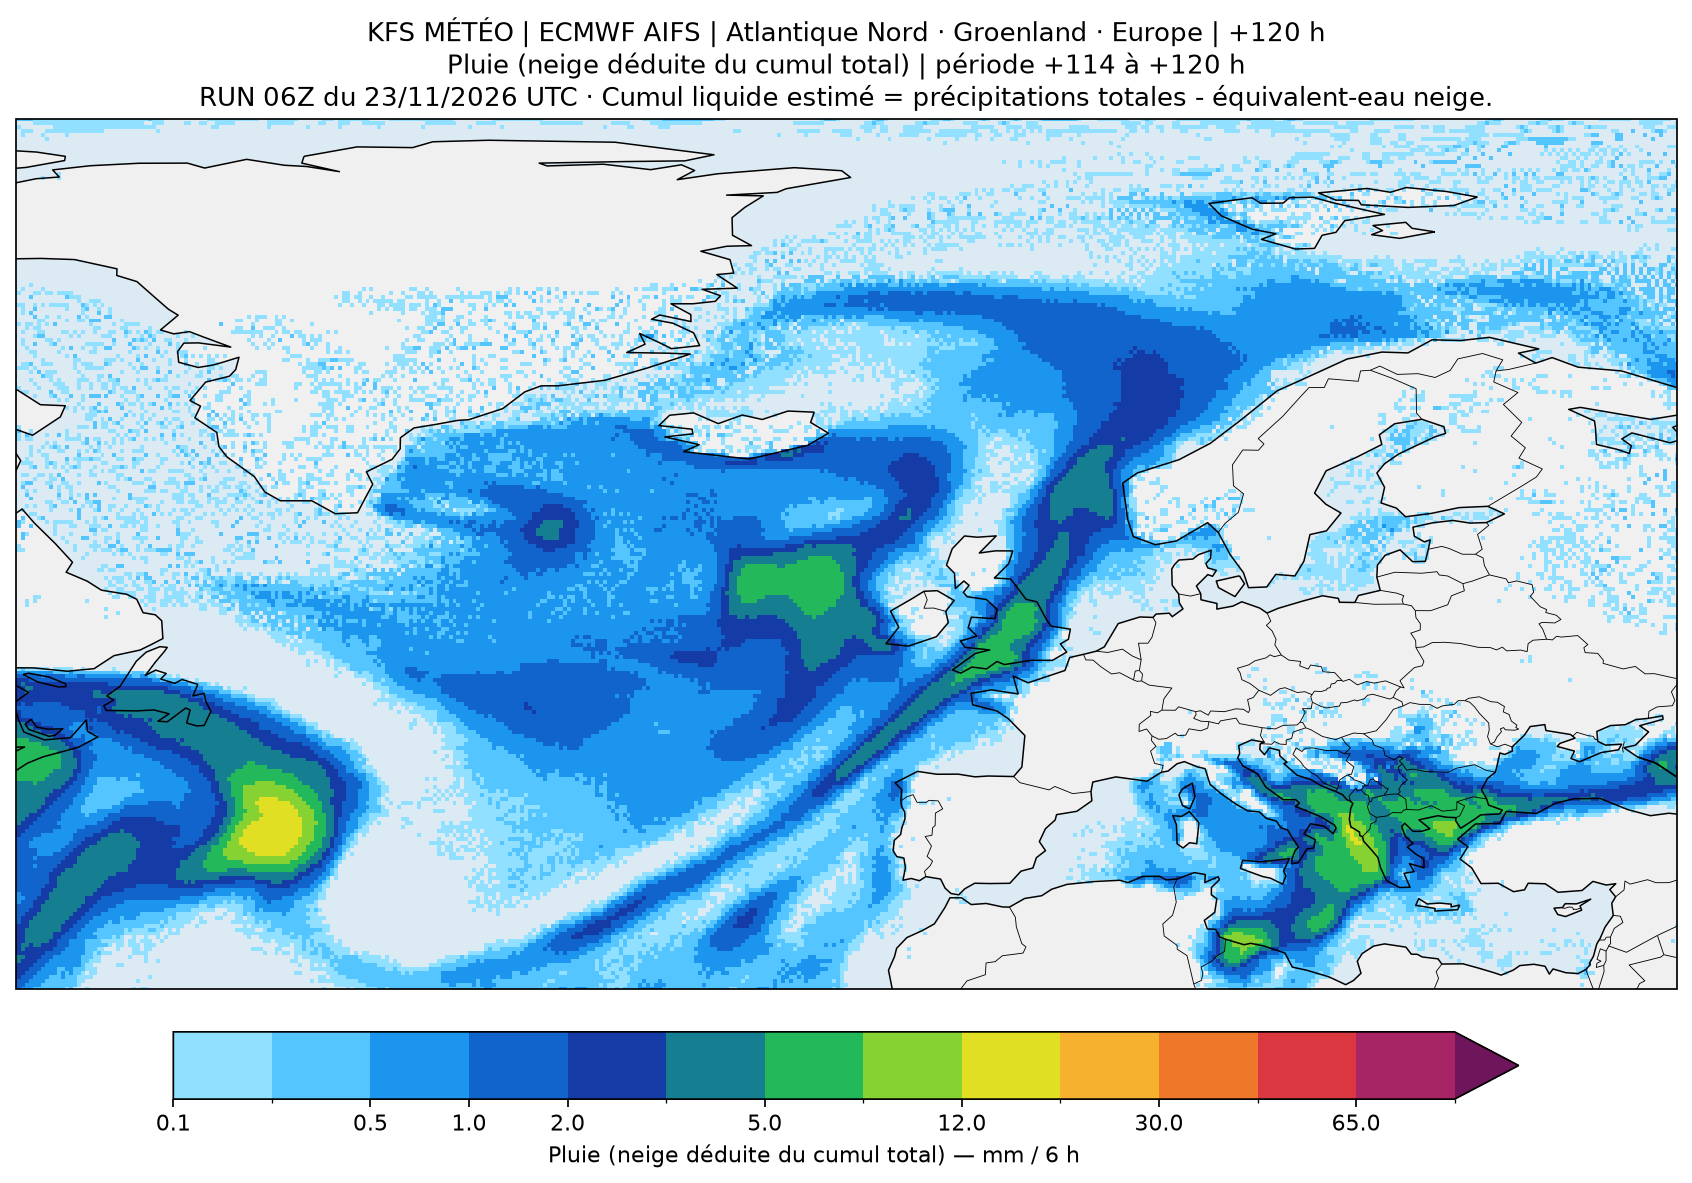 KFS MÉTÉO | ECMWF AIFS | Atlantique Nord · Groenland · Europe | +120 h
Pluie (neige déduite du cumul total) | période +114 à +120 h
RUN 06Z du 23/11/2026 UTC · Cumul liquide estimé = précipitations totales - équivalent-eau neige.
0.1 0.5 1.0 2.0 5.0 12.0 30.0 65.0
Pluie (neige déduite du cumul total) — mm / 6 h